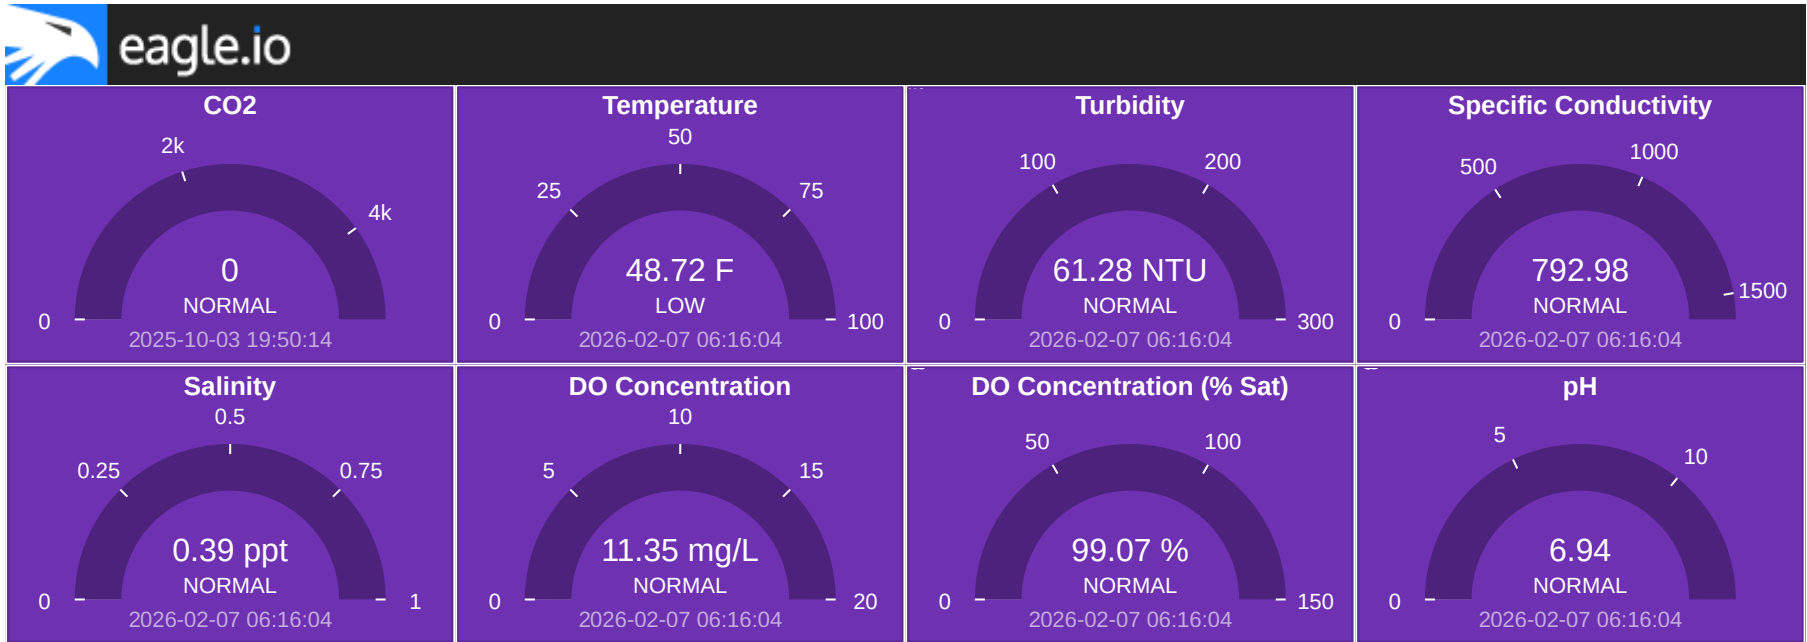 eagle.io
CO2
2k
4k
0
0
NORMAL
2025-10-03 19:50:14
Temperature
50
25
75
48.72 F
LOW
0
100
2026-02-07 06:16:04
Turbidity
100
200
61.28 NTU
NORMAL
0
300
2026-02-07 06:16:04
Specific Conductivity
1000
500
792.98
1500
NORMAL
0
2026-02-07 06:16:04
Salinity
0.5
0.25
0.75
0.39 ppt
NORMAL
0
1
2026-02-07 06:16:04
DO Concentration
10
5
15
11.35 mg/L
NORMAL
0
20
2026-02-07 06:16:04
DO Concentration (% Sat)
50
100
99.07 %
NORMAL
0
150
2026-02-07 06:16:04
pH
5
10
6.94
NORMAL
0
2026-02-07 06:16:04